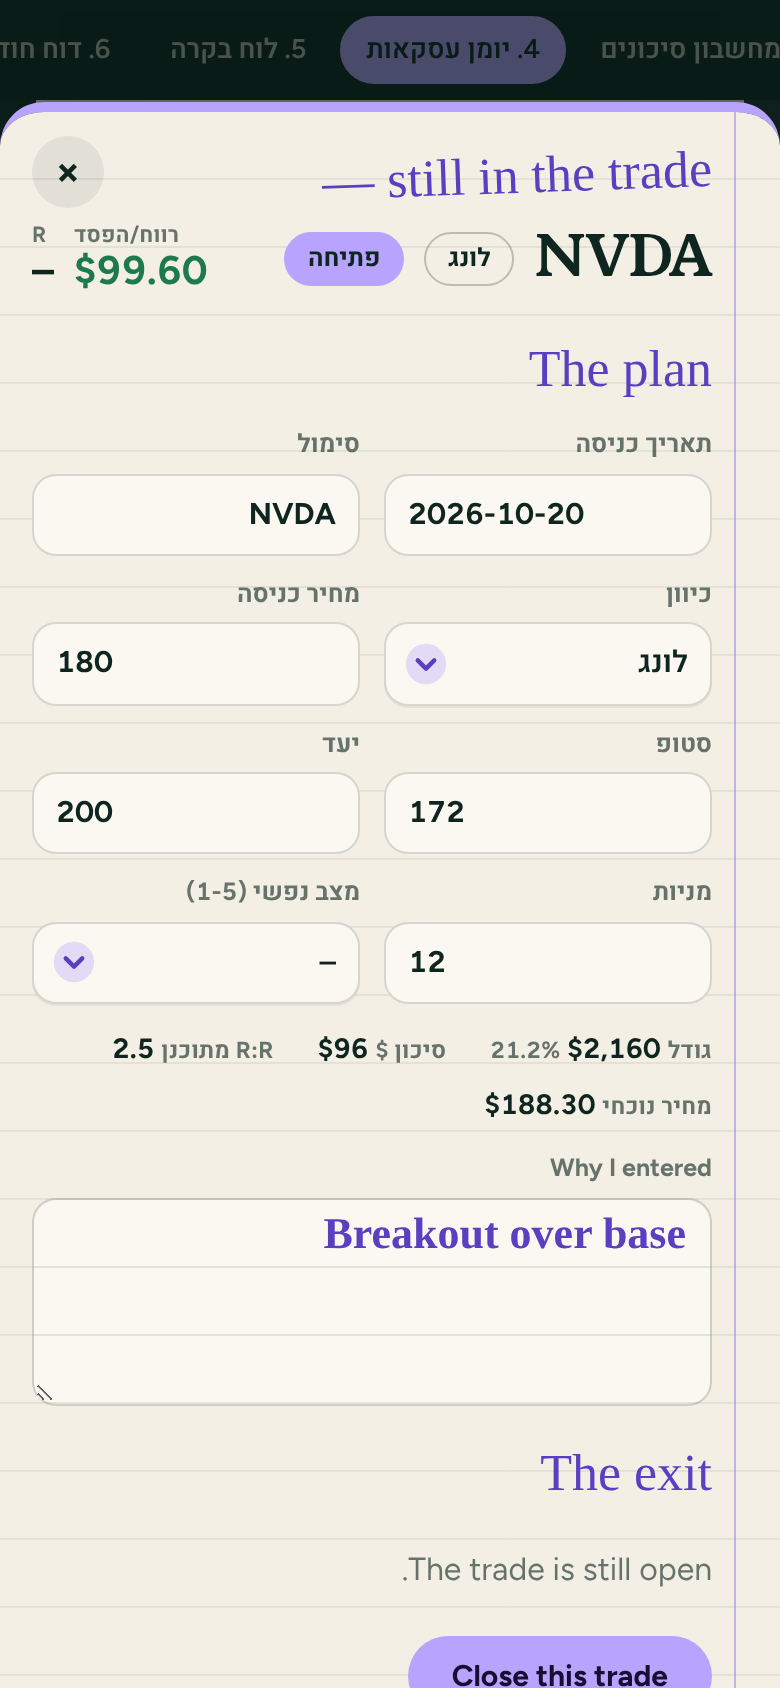 מחשבון סיכונים 4. יומן עסקאות 5. לוח בקרה 6. דוח חוד
×
still in the trade —
NVDA לונג פתיחה
רווח/הפסד R
$99.60 –
The plan
תאריך כניסה סימול
2026-10-20 NVDA
כיוון מחיר כניסה
לונג 180
סטופ יעד
172 200
מניות מצב נפשי (1-5)
12 –
גודל $2,160 21.2% סיכון $ $96 R:R מתוכנן 2.5
מחיר נוכחי $188.30
Why I entered
Breakout over base
The exit
The trade is still open.
Close this trade